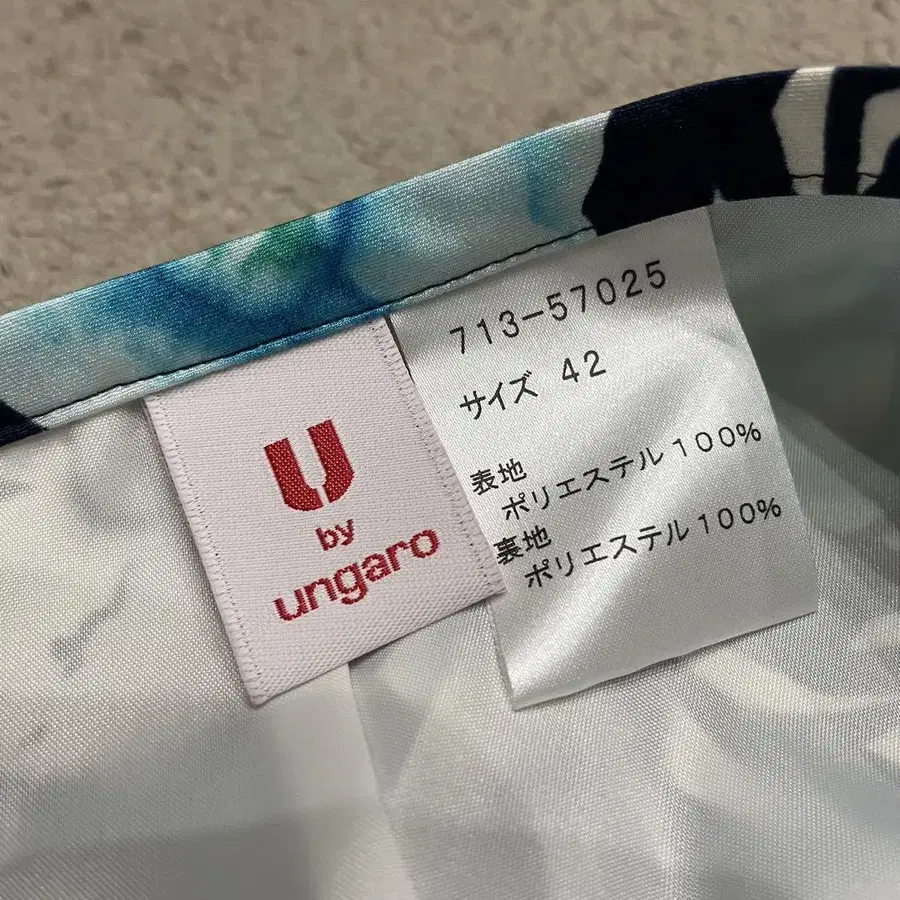 U
by
ungaro
713-57025
サイズ 42
表地
ポリエステル100%
裏地
ポリエステル100%